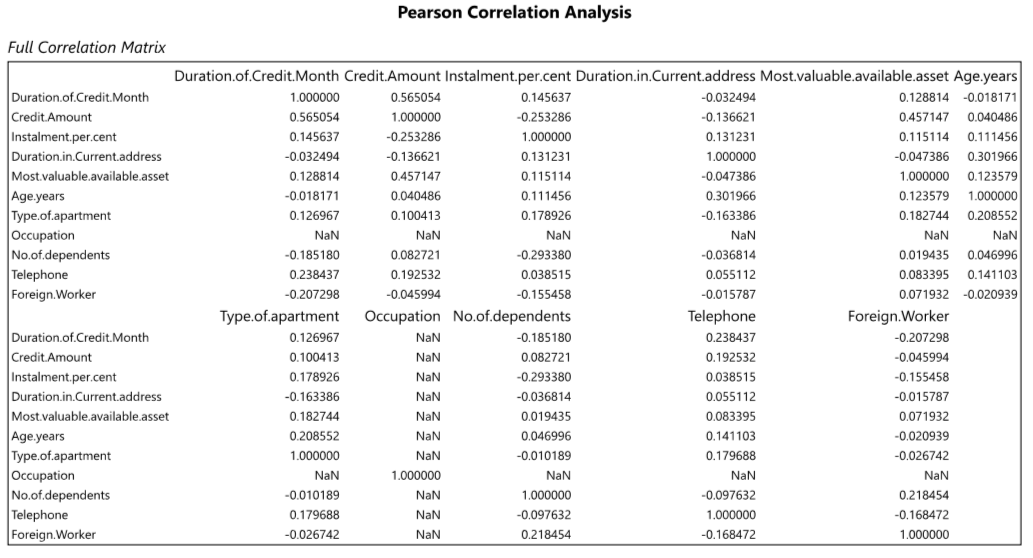 Pearson Correlation Analysis
Full Correlation Matrix
Duration.of.Credit.Month Credit.Amount Instalment.per.cent Duration.in.Current.address Most.valuable.available.asset Age.years
Duration.of.Credit.Month 1.000000 0.565054 0.145637 -0.032494 0.128814 -0.018171
Credit.Amount 0.565054 1.000000 -0.253286 -0.136621 0.457147 0.040486
Instalment.per.cent 0.145637 -0.253286 1.000000 0.131231 0.115114 0.111456
Duration.in.Current.address -0.032494 -0.136621 0.131231 1.000000 -0.047386 0.301966
Most.valuable.available.asset 0.128814 0.457147 0.115114 -0.047386 1.000000 0.123579
Age.years -0.018171 0.040486 0.111456 0.301966 0.123579 1.000000
Type.of.apartment 0.126967 0.100413 0.178926 -0.163386 0.182744 0.208552
Occupation NaN NaN NaN NaN NaN NaN
No.of.dependents -0.185180 0.082721 -0.293380 -0.036814 0.019435 0.046996
Telephone 0.238437 0.192532 0.038515 0.055112 0.083395 0.141103
Foreign.Worker -0.207298 -0.045994 -0.155458 -0.015787 0.071932 -0.020939
Type.of.apartment Occupation No.of.dependents Telephone Foreign.Worker
Duration.of.Credit.Month 0.126967 NaN -0.185180 0.238437 -0.207298
Credit.Amount 0.100413 NaN 0.082721 0.192532 -0.045994
Instalment.per.cent 0.178926 NaN -0.293380 0.038515 -0.155458
Duration.in.Current.address -0.163386 NaN -0.036814 0.055112 -0.015787
Most.valuable.available.asset 0.182744 NaN 0.019435 0.083395 0.071932
Age.years 0.208552 NaN 0.046996 0.141103 -0.020939
Type.of.apartment 1.000000 NaN -0.010189 0.179688 -0.026742
Occupation NaN 1.000000 NaN NaN NaN
No.of.dependents -0.010189 NaN 1.000000 -0.097632 0.218454
Telephone 0.179688 NaN -0.097632 1.000000 -0.168472
Foreign.Worker -0.026742 NaN 0.218454 -0.168472 1.000000